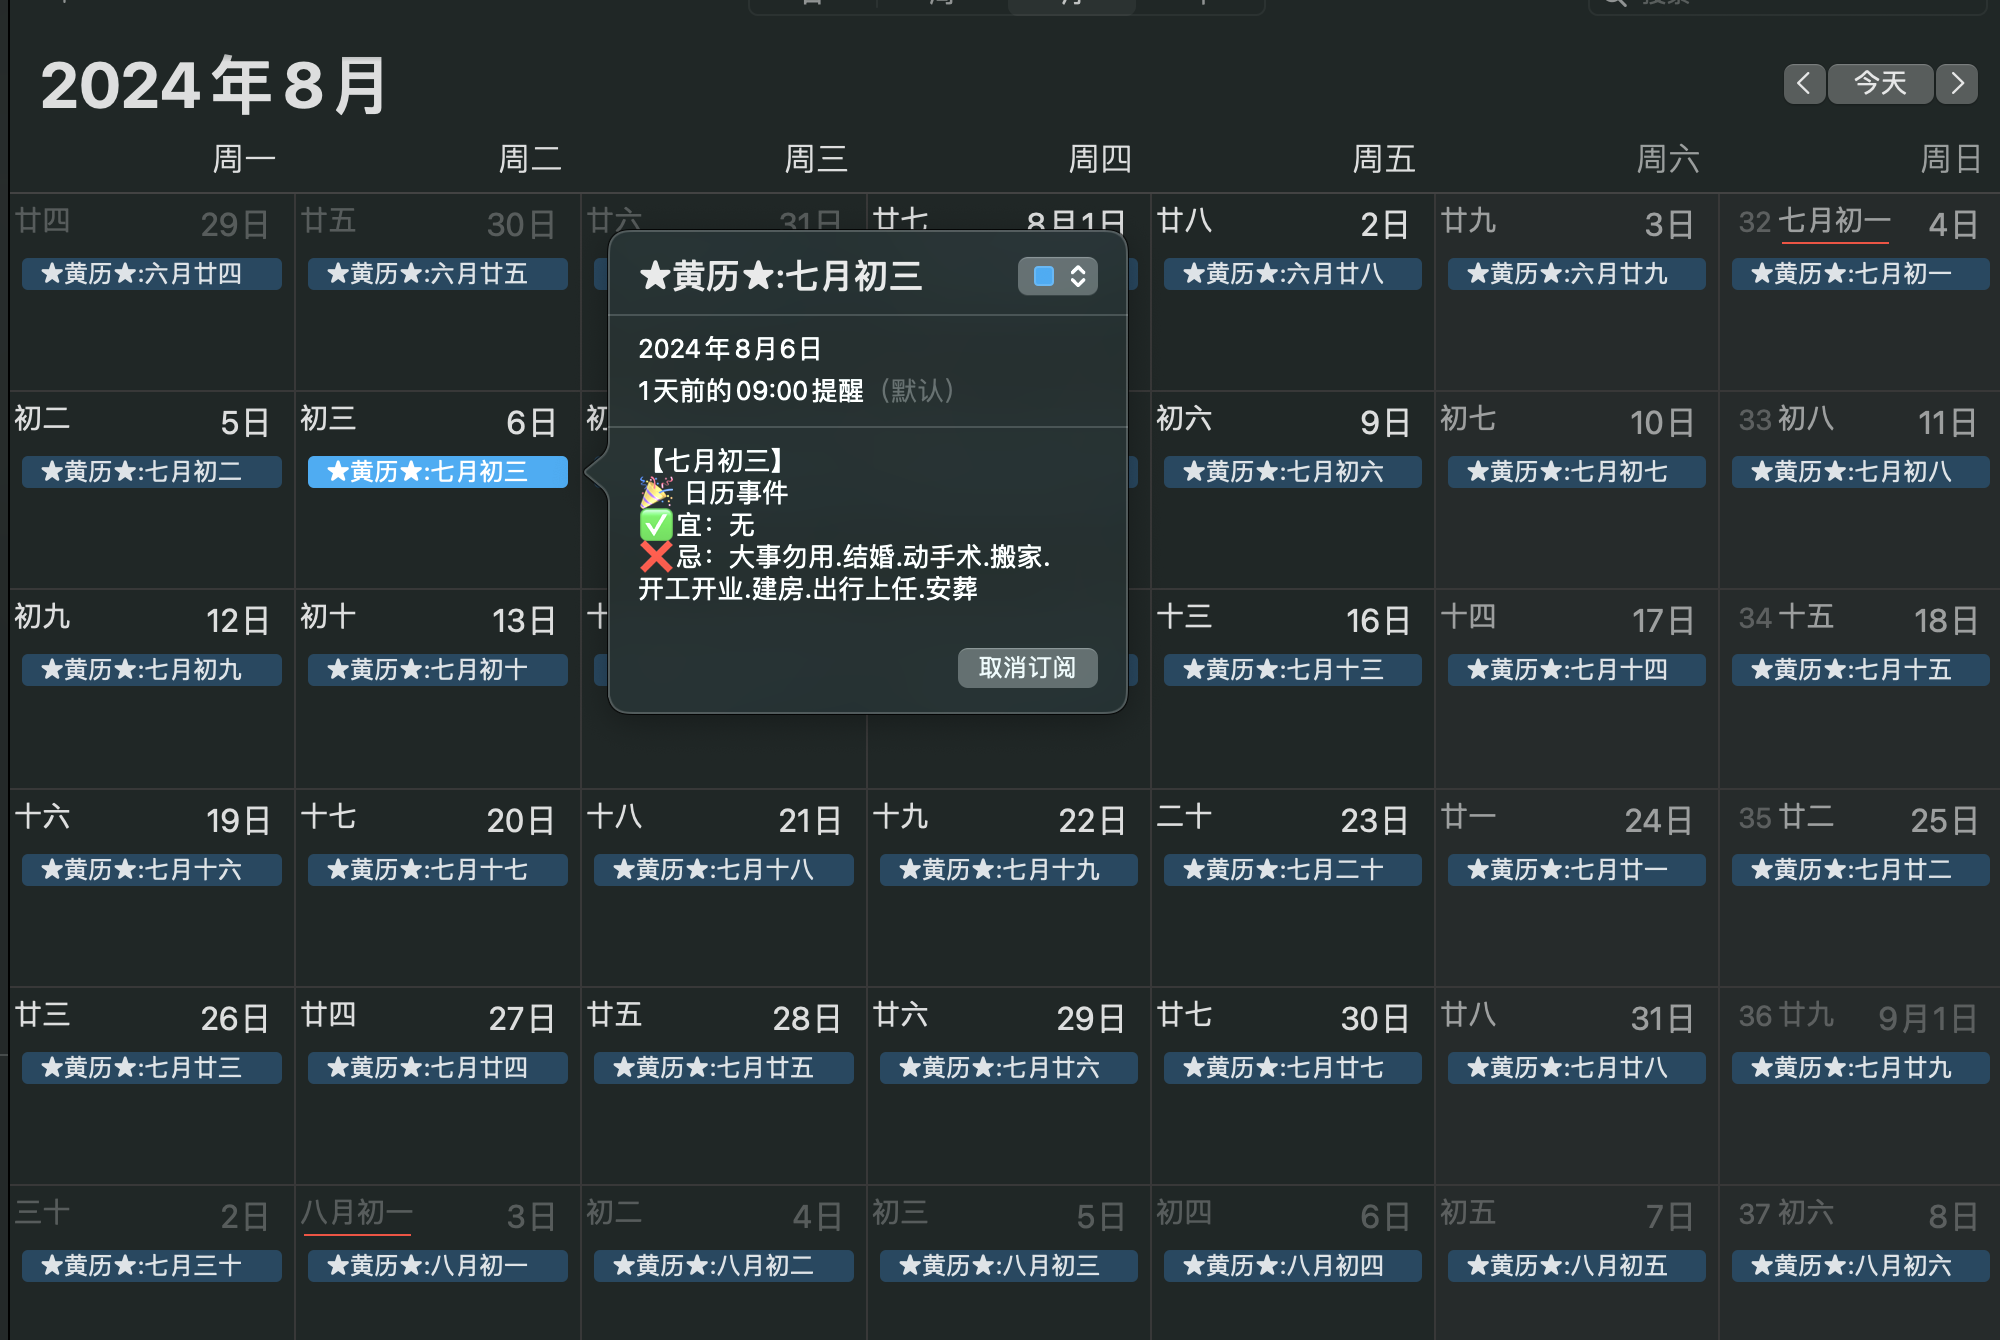 2024年8月
今天
周一 周二 周三 周四 周五 周六 周日
廿四 29日 廿五 30日 廿六 31日 廿七 8月1日 廿八 2日 廿九 3日 32 七月初一 4日
★黄历★:六月廿四 ★黄历★:六月廿五 ★黄历★:六月廿八 ★黄历★:六月廿九 ★黄历★:七月初一
★黄历★:七月初三
2024年8月6日
1天前的09:00提醒（默认）
【七月初三】
🎉 日历事件
✅宜：无
❌忌：大事勿用.结婚.动手术.搬家.
开工开业.建房.出行上任.安葬
取消订阅
初二 5日 初三 6日 初 初六 9日 初七 10日 33 初八 11日
★黄历★:七月初二 ★黄历★:七月初三 ★黄历★:七月初六 ★黄历★:七月初七 ★黄历★:七月初八
初九 12日 初十 13日 十三 16日 十四 17日 34 十五 18日
★黄历★:七月初九 ★黄历★:七月初十 ★黄历★:七月十三 ★黄历★:七月十四 ★黄历★:七月十五
十六 19日 十七 20日 十八 21日 十九 22日 二十 23日 廿一 24日 35 廿二 25日
★黄历★:七月十六 ★黄历★:七月十七 ★黄历★:七月十八 ★黄历★:七月十九 ★黄历★:七月二十 ★黄历★:七月廿一 ★黄历★:七月廿二
廿三 26日 廿四 27日 廿五 28日 廿六 29日 廿七 30日 廿八 31日 36 廿九 9月1日
★黄历★:七月廿三 ★黄历★:七月廿四 ★黄历★:七月廿五 ★黄历★:七月廿六 ★黄历★:七月廿七 ★黄历★:七月廿八 ★黄历★:七月廿九
三十 2日 八月初一 3日 初二 4日 初三 5日 初四 6日 初五 7日 37 初六 8日
★黄历★:七月三十 ★黄历★:八月初一 ★黄历★:八月初二 ★黄历★:八月初三 ★黄历★:八月初四 ★黄历★:八月初五 ★黄历★:八月初六